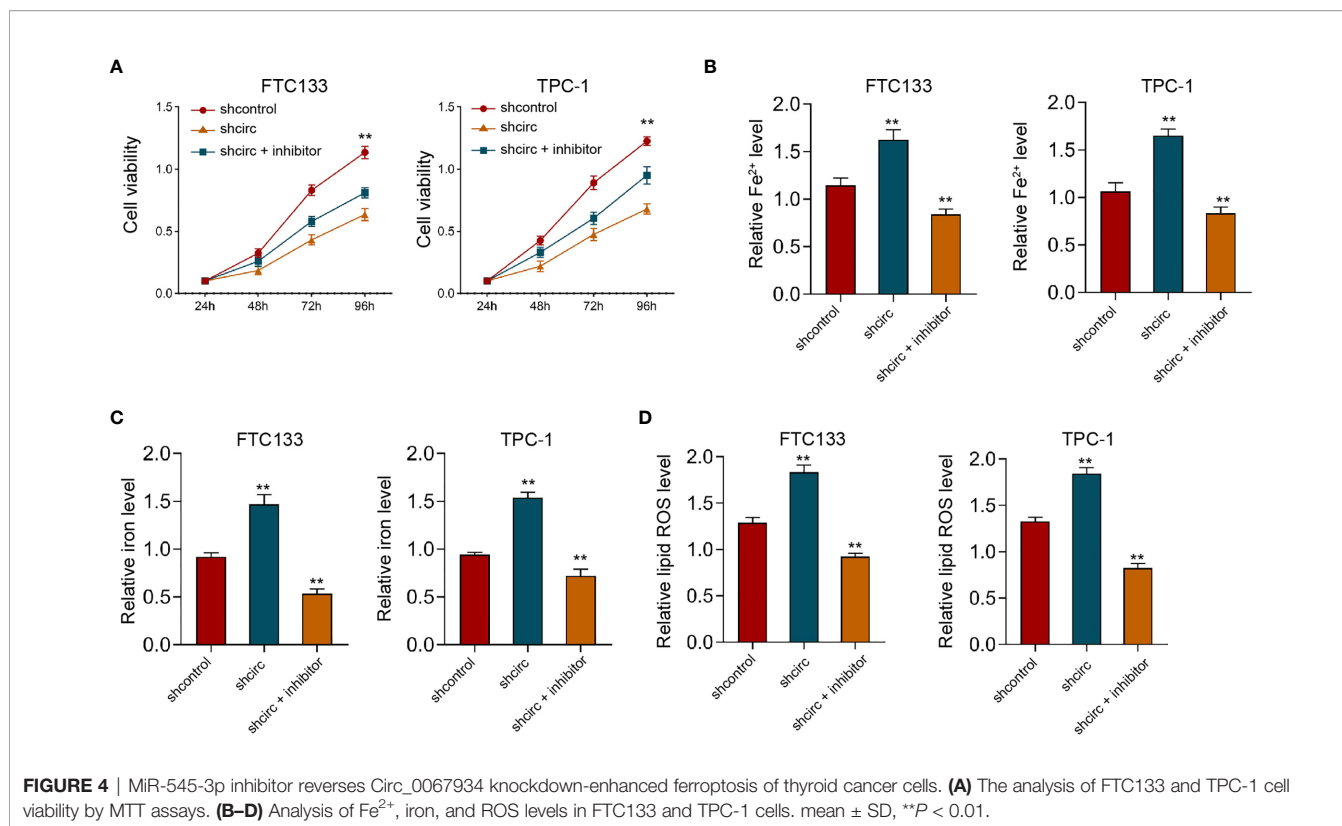 A
FTC133
Cell viability
1.5
1.0
0.5
0.0
shcontrol
shcirc
shcirc + inhibitor
**
24h
48h
72h
96h
TPC-1
Cell viability
1.5
1.0
0.5
0.0
shcontrol
shcirc
shcirc + inhibitor
**
24h
48h
72h
96h
B
FTC133
Relative Fe²⁺ level
2.0
1.5
1.0
0.5
0.0
**
**
shcontrol
shcirc
shcirc + inhibitor
TPC-1
Relative Fe²⁺ level
2.0
1.5
1.0
0.5
0.0
**
**
shcontrol
shcirc
shcirc + inhibitor
C
FTC133
Relative iron level
2.0
1.5
1.0
0.5
0.0
**
**
shcontrol
shcirc
shcirc + inhibitor
TPC-1
Relative iron level
2.0
1.5
1.0
0.5
0.0
**
**
shcontrol
shcirc
shcirc + inhibitor
D
FTC133
Relative lipid ROS level
2.0
1.5
1.0
0.5
0.0
**
**
shcontrol
shcirc
shcirc + inhibitor
TPC-1
Relative lipid ROS level
2.0
1.5
1.0
0.5
0.0
**
**
shcontrol
shcirc
shcirc + inhibitor
FIGURE 4 | MiR-545-3p inhibitor reverses Circ_0067934 knockdown-enhanced ferroptosis of thyroid cancer cells. (A) The analysis of FTC133 and TPC-1 cell
viability by MTT assays. (B–D) Analysis of Fe²⁺, iron, and ROS levels in FTC133 and TPC-1 cells. mean ± SD, **P < 0.01.